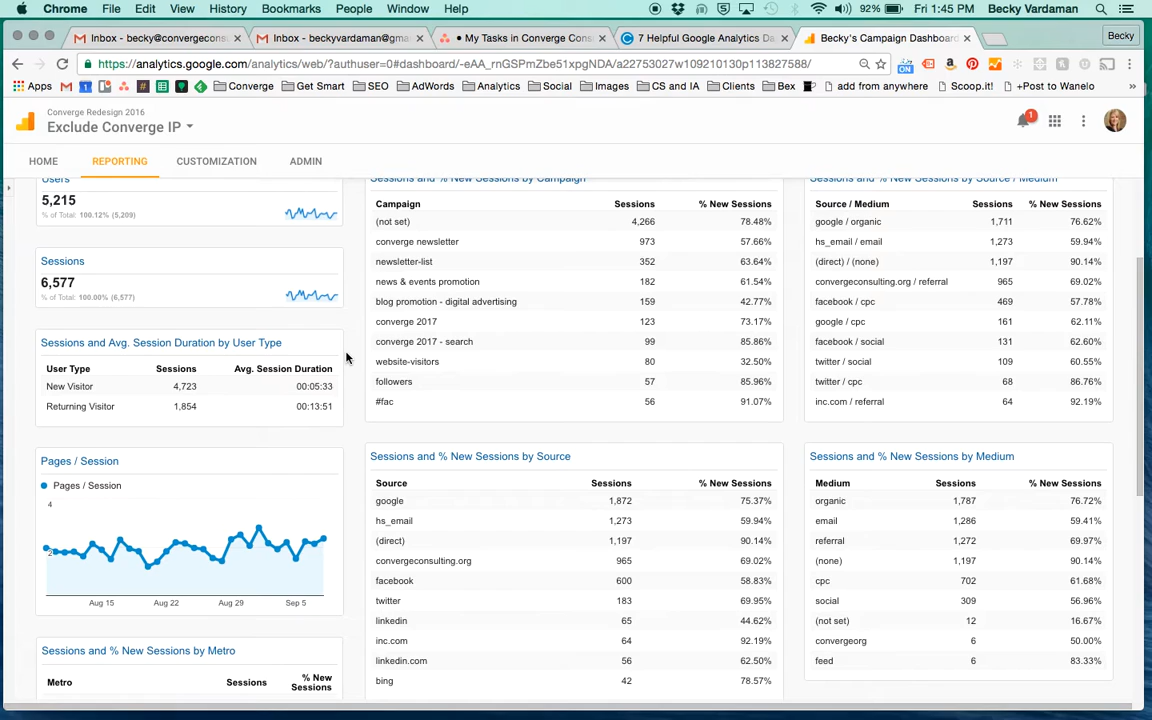 Chrome File Edit View History Bookmarks People Window Help 92% Fri 1:45 PM Becky Vardaman
Inbox - becky@convergecons × Inbox - beckyvardaman@gma × • My Tasks in Converge Cons × 7 Helpful Google Analytics Da × Becky's Campaign Dashboard × Becky
https://analytics.google.com/analytics/web/?authuser=0#dashboard/-eAA_rnGSPmZbe51xpgNDA/a22753027w109210130p113827588/
Apps Converge Get Smart SEO AdWords Analytics Social Images CS and IA Clients Bex add from anywhere Scoop.it! +Post to Wanelo »
Converge Redesign 2016
Exclude Converge IP
1
HOME REPORTING CUSTOMIZATION ADMIN
Users
5,215
% of Total: 100.12% (5,209)
Sessions
6,577
% of Total: 100.00% (6,577)
Sessions and Avg. Session Duration by User Type
User Type Sessions Avg. Session Duration
New Visitor 4,723 00:05:33
Returning Visitor 1,854 00:13:51
Pages / Session
Pages / Session
4
2
Aug 15 Aug 22 Aug 29 Sep 5
Sessions and % New Sessions by Metro
Metro Sessions % New Sessions
Sessions and % New Sessions by Campaign
Campaign Sessions % New Sessions
(not set) 4,266 78.48%
converge newsletter 973 57.66%
newsletter-list 352 63.64%
news & events promotion 182 61.54%
blog promotion - digital advertising 159 42.77%
converge 2017 123 73.17%
converge 2017 - search 99 85.86%
website-visitors 80 32.50%
followers 57 85.96%
#fac 56 91.07%
Sessions and % New Sessions by Source
Source Sessions % New Sessions
google 1,872 75.37%
hs_email 1,273 59.94%
(direct) 1,197 90.14%
convergeconsulting.org 965 69.02%
facebook 600 58.83%
twitter 183 69.95%
linkedin 65 44.62%
inc.com 64 92.19%
linkedin.com 56 62.50%
bing 42 78.57%
Sessions and % New Sessions by Source / Medium
Source / Medium Sessions % New Sessions
google / organic 1,711 76.62%
hs_email / email 1,273 59.94%
(direct) / (none) 1,197 90.14%
convergeconsulting.org / referral 965 69.02%
facebook / cpc 469 57.78%
google / cpc 161 62.11%
facebook / social 131 62.60%
twitter / social 109 60.55%
twitter / cpc 68 86.76%
inc.com / referral 64 92.19%
Sessions and % New Sessions by Medium
Medium Sessions % New Sessions
organic 1,787 76.72%
email 1,286 59.41%
referral 1,272 69.97%
(none) 1,197 90.14%
cpc 702 61.68%
social 309 56.96%
(not set) 12 16.67%
convergeorg 6 50.00%
feed 6 83.33%